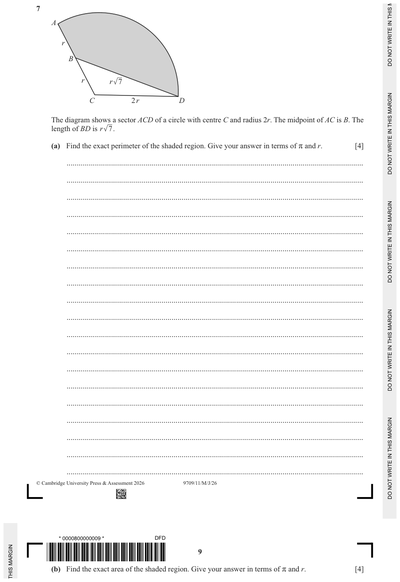 7
A
r
B
r
r√7
C
2r
D
The diagram shows a sector ACD of a circle with centre C and radius 2r. The midpoint of AC is B. The
length of BD is r√7.
(a) Find the exact perimeter of the shaded region. Give your answer in terms of π and r. [4]
© Cambridge University Press & Assessment 2026
9709/11/M/J/26
DO NOT WRITE IN THIS MARGIN
DO NOT WRITE IN THIS MARGIN
DO NOT WRITE IN THIS MARGIN
DO NOT WRITE IN THIS MARGIN
DO NOT WRITE IN THIS MARGIN
THIS MARGIN
* 0000800000009 *
DFD
9
(b) Find the exact area of the shaded region. Give your answer in terms of π and r. [4]